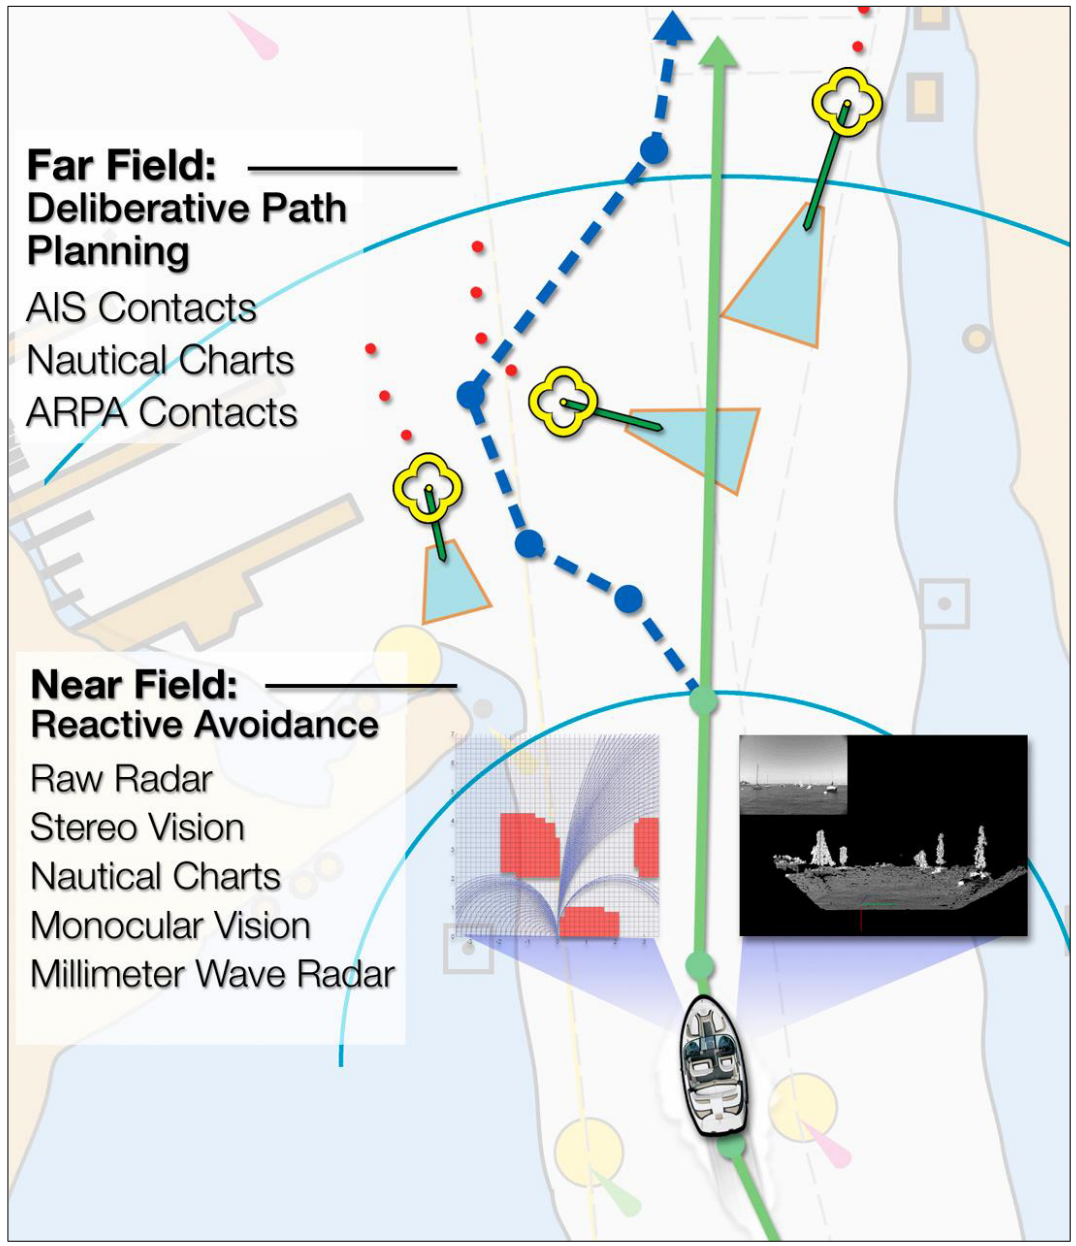 Far Field:
Deliberative Path
Planning
AIS Contacts
Nautical Charts
ARPA Contacts
Near Field:
Reactive Avoidance
Raw Radar
Stereo Vision
Nautical Charts
Monocular Vision
Millimeter Wave Radar